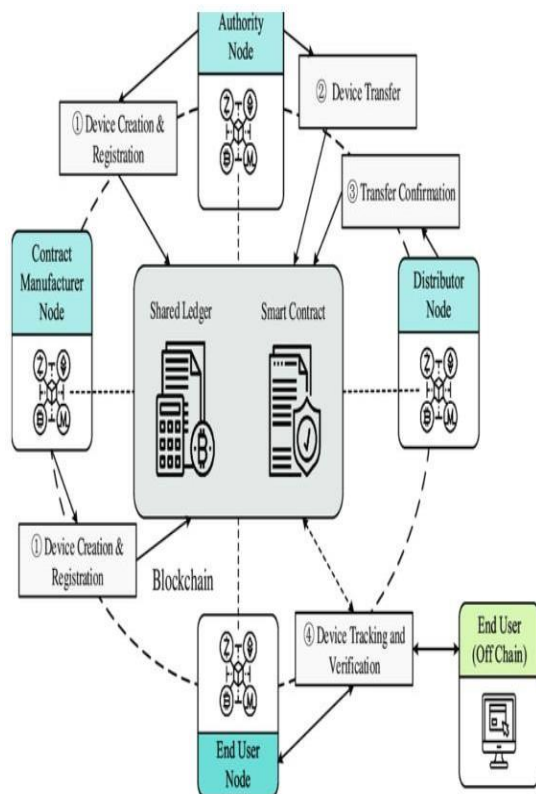 Authority
Node
② Device Transfer
① Device Creation &
Registration
③ Transfer Confirmation
Contract
Manufacturer
Node
Distributor
Node
Shared Ledger
Smart Contract
① Device Creation &
Registration
Blockchain
④ Device Tracking and
Verification
End User
(Off Chain)
End User
Node